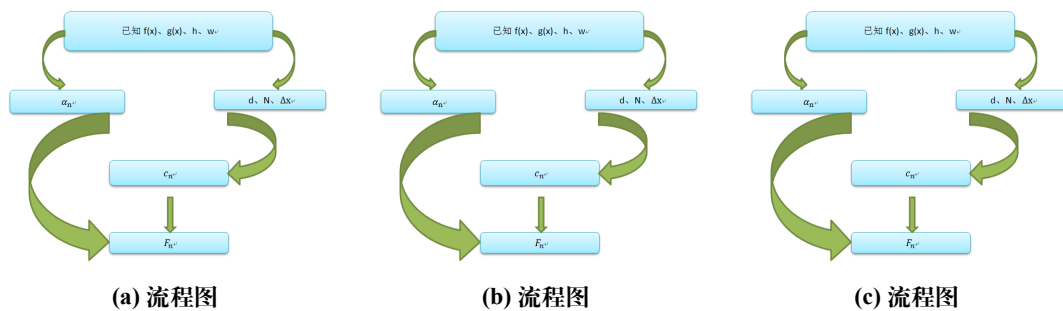 已知 f(x)、g(x)、h、w
αn
d、N、Δx
cn
Fn
(a) 流程图
已知 f(x)、g(x)、h、w
αn
d、N、Δx
cn
Fn
(b) 流程图
已知 f(x)、g(x)、h、w
αn
d、N、Δx
cn
Fn
(c) 流程图